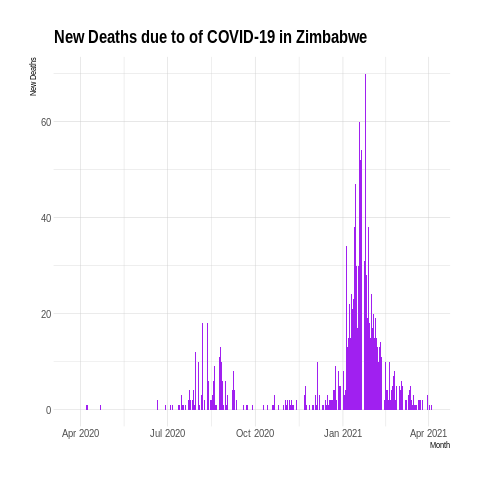 New Deaths due to of COVID-19 in Zimbabwe
New Deaths
60
40
20
0
Apr 2020 Jul 2020 Oct 2020 Jan 2021 Apr 2021
Month